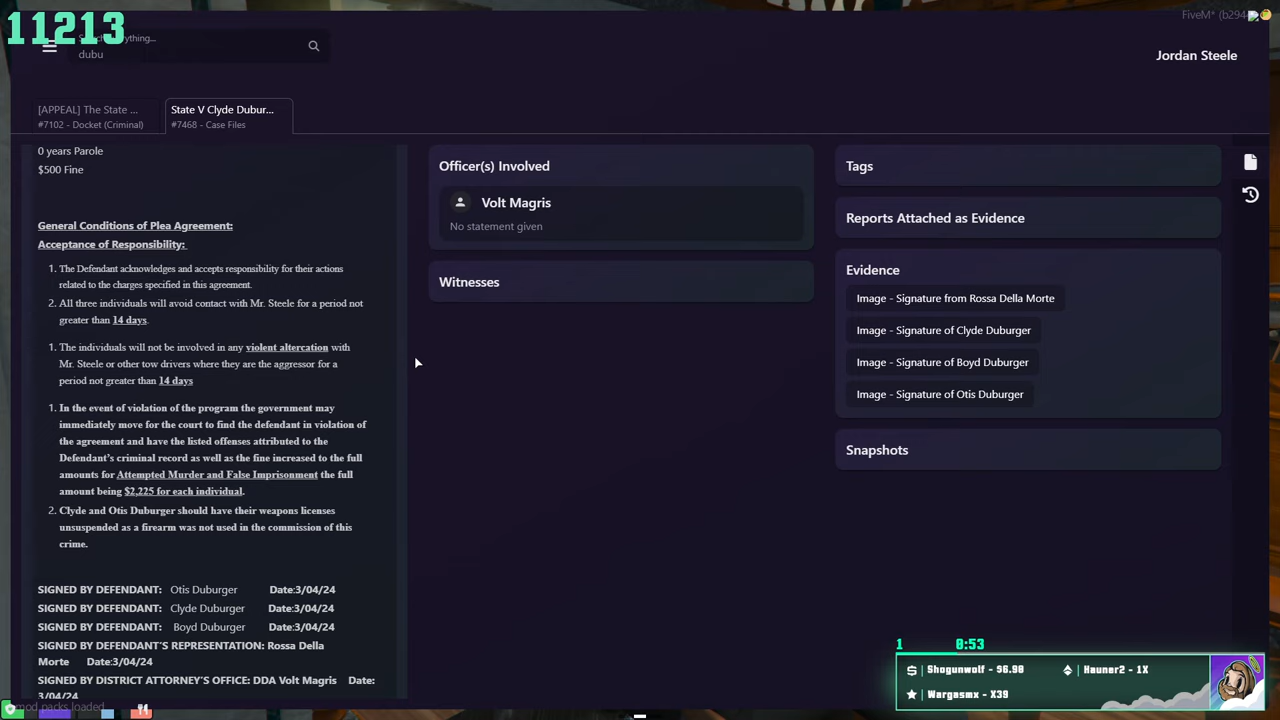 11213
FiveM* (b294
Search everything...
dubu
Jordan Steele
[APPEAL] The State ...
#7102 - Docket (Criminal)
State V Clyde Dubur...
#7468 - Case Files
0 years Parole
$500 Fine
General Conditions of Plea Agreement:
Acceptance of Responsibility:
1. The Defendant acknowledges and accepts responsibility for their actions
related to the charges specified in this agreement.
2. All three individuals will avoid contact with Mr. Steele for a period not
greater than 14 days.
1. The individuals will not be involved in any violent altercation with
Mr. Steele or other tow drivers where they are the aggressor for a
period not greater than 14 days
1. In the event of violation of the program the government may
immediately move for the court to find the defendant in violation of
the agreement and have the listed offenses attributed to the
Defendant's criminal record as well as the fine increased to the full
amounts for Attempted Murder and False Imprisonment the full
amount being $2,225 for each individual.
2. Clyde and Otis Duburger should have their weapons licenses
unsuspended as a firearm was not used in the commission of this
crime.
SIGNED BY DEFENDANT: Otis Duburger Date:3/04/24
SIGNED BY DEFENDANT: Clyde Duburger Date:3/04/24
SIGNED BY DEFENDANT: Boyd Duburger Date:3/04/24
SIGNED BY DEFENDANT'S REPRESENTATION: Rossa Della
Morte Date:3/04/24
SIGNED BY DISTRICT ATTORNEY'S OFFICE: DDA Volt Magris Date:
3/04/24
mod packs loaded
Officer(s) Involved
Volt Magris
No statement given
Witnesses
Tags
Reports Attached as Evidence
Evidence
Image - Signature from Rossa Della Morte
Image - Signature of Clyde Duburger
Image - Signature of Boyd Duburger
Image - Signature of Otis Duburger
Snapshots
1 0:53
Shogunwolf - $6.90
Hauner2 - 1X
Wargasmx - X39